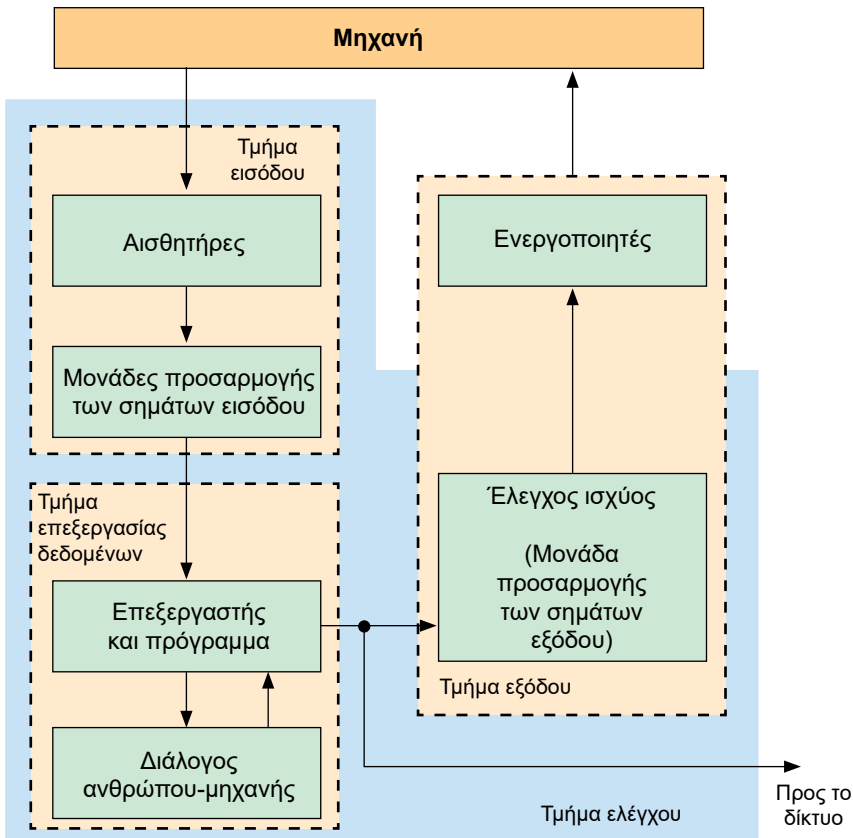 Μηχανή
Τμήμα
εισόδου
Αισθητήρες
Μονάδες προσαρμογής
των σημάτων εισόδου
Τμήμα
επεξεργασίας
δεδομένων
Επεξεργαστής
και πρόγραμμα
Διάλογος
ανθρώπου-μηχανής
Ενεργοποιητές
Έλεγχος ισχύος
(Μονάδα
προσαρμογής
των σημάτων
εξόδου)
Τμήμα εξόδου
Τμήμα ελέγχου
Προς το
δίκτυο